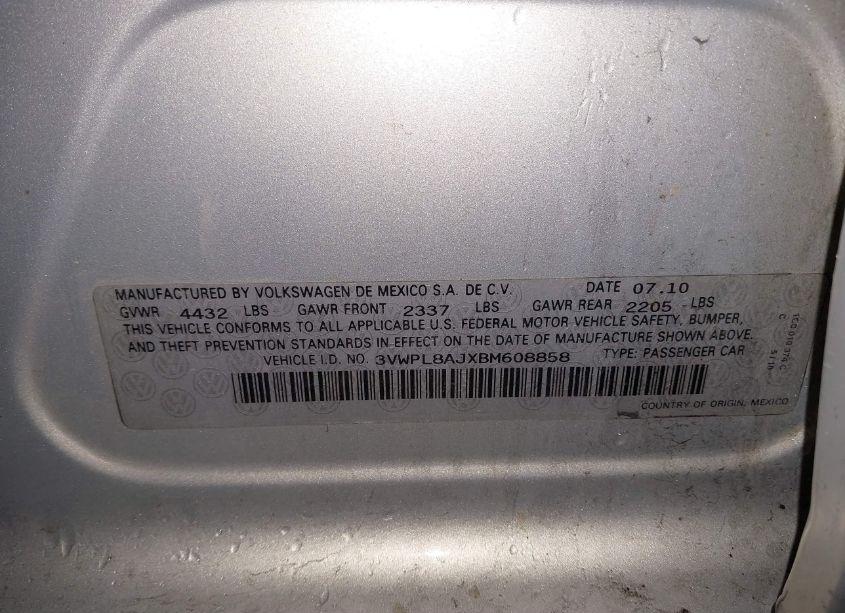 MANUFACTURED BY VOLKSWAGEN DE MEXICO S.A. DE C.V. DATE 07.10
GVWR 4432 LBS GAWR FRONT 2337 LBS GAWR REAR 2205 LBS
THIS VEHICLE CONFORMS TO ALL APPLICABLE U.S. FEDERAL MOTOR VEHICLE SAFETY, BUMPER,
AND THEFT PREVENTION STANDARDS IN EFFECT ON THE DATE OF MANUFACTURE SHOWN ABOVE.
VEHICLE I.D. NO. 3VWPL8AJXBM608858 TYPE: PASSENGER CAR
COUNTRY OF ORIGIN, MEXICO
C 5/10